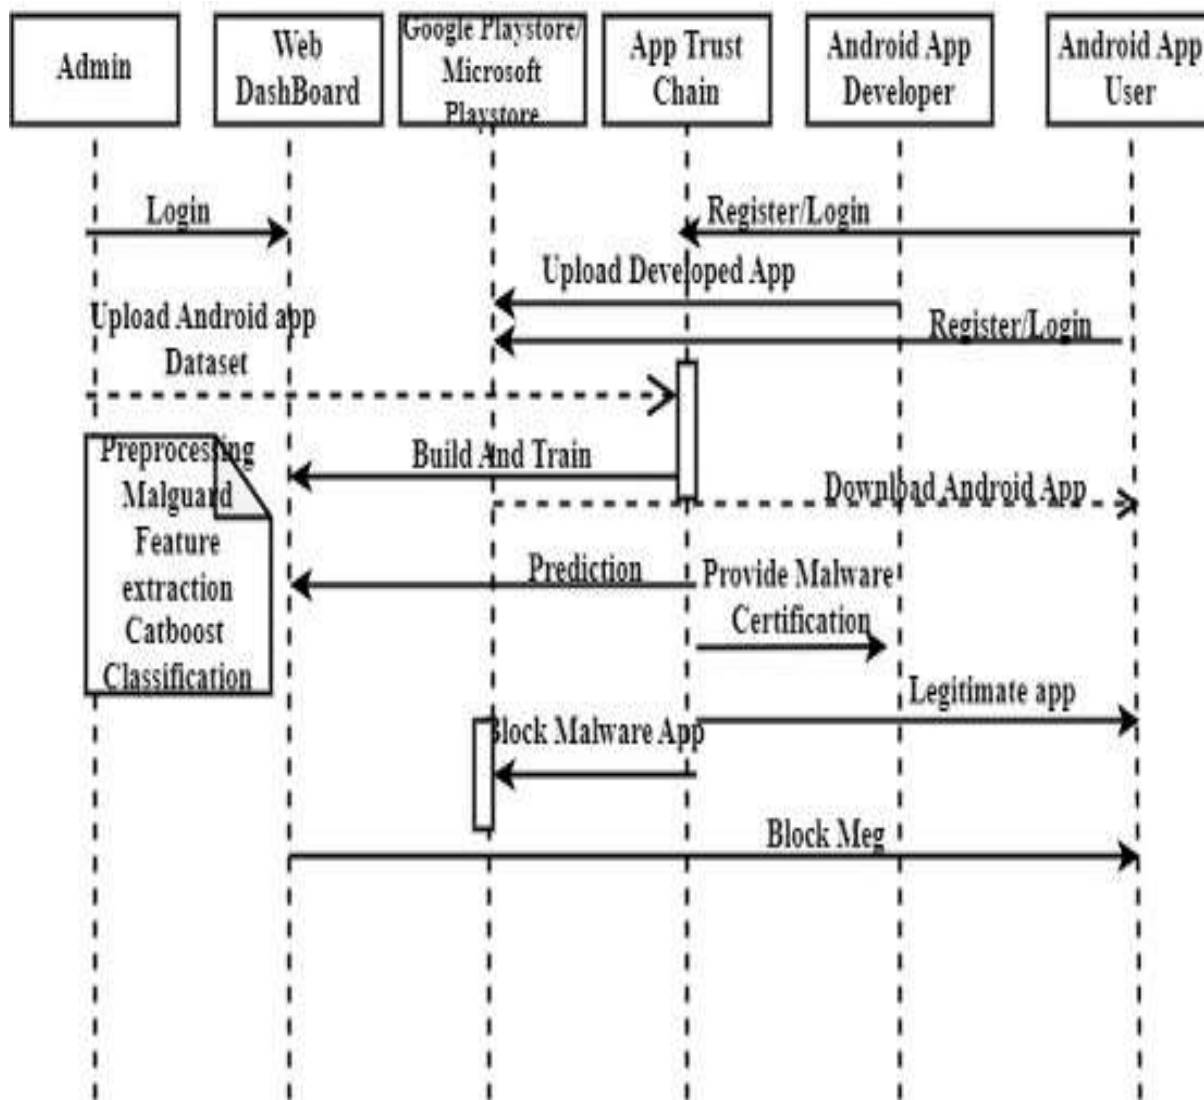 Admin
Web
DashBoard
Google Playstore/
Microsoft
Playstore
App Trust
Chain
Android App
Developer
Android App
User
Login
Register/Login
Upload Developed App
Upload Android app
Dataset
Register/Login
Preprocessing
Malguard
Feature
extraction
Catboost
Classification
Build And Train
Download Android App
Prediction
Provide Malware
Certification
Legitimate app
Block Malware App
Block Meg